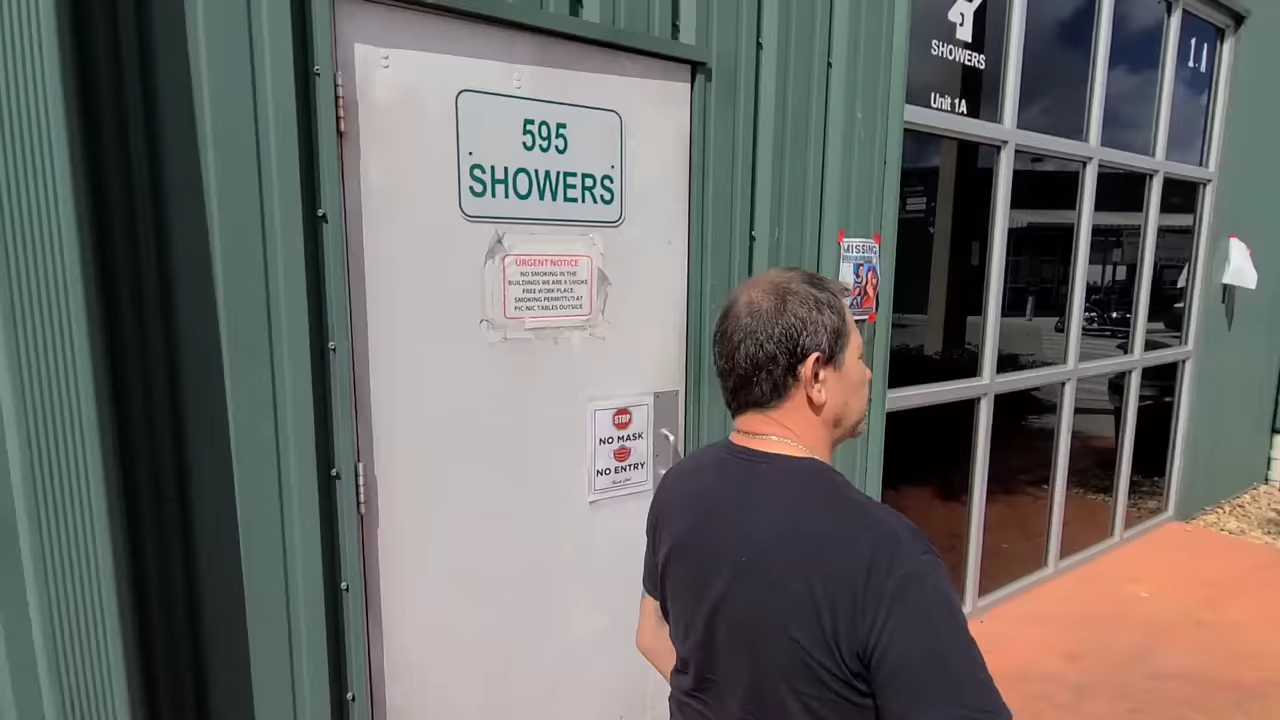 595
SHOWERS
URGENT NOTICE
NO SMOKING IN THE
BUILDINGS WE ARE A SMOKE
FREE WORK PLACE.
SMOKING PERMITTED AT
PIC-NIC TABLES OUTSIDE.
STOP
NO MASK
NO ENTRY
MISSING
SHOWERS
Unit 1A
1A